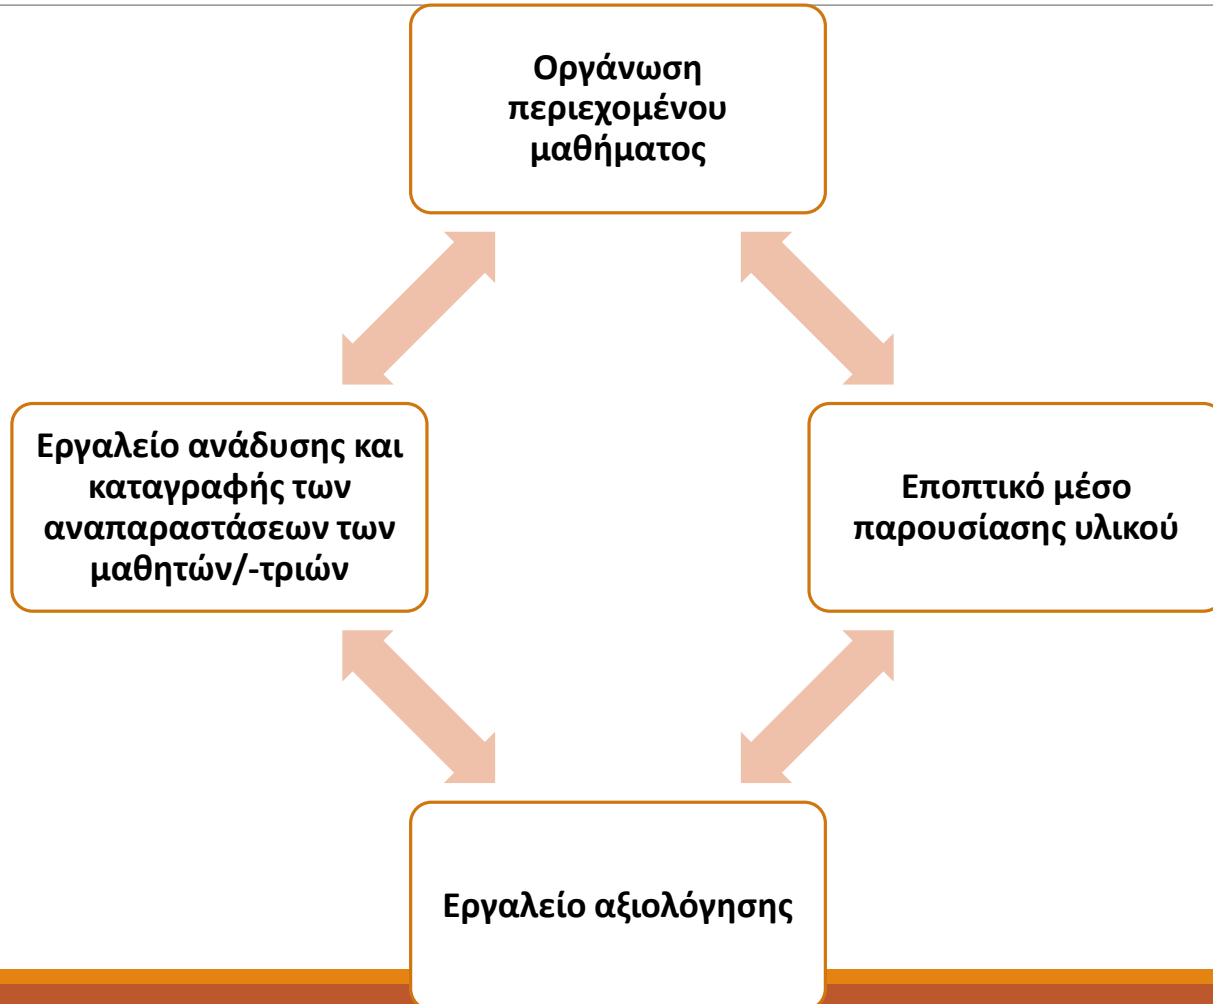 Οργάνωση
περιεχομένου
μαθήματος
Εργαλείο ανάδυσης και
καταγραφής των
αναπαραστάσεων των
μαθητών/-τριών
Εποπτικό μέσο
παρουσίασης υλικού
Εργαλείο αξιολόγησης